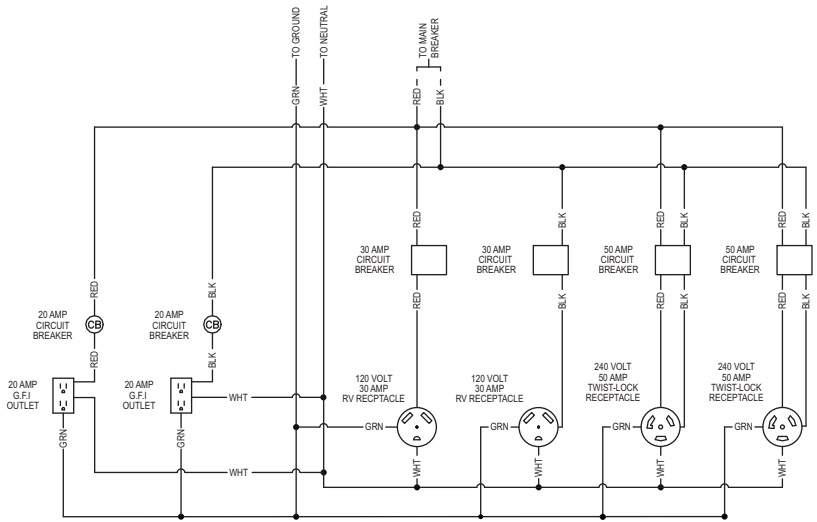 TO GROUND
TO NEUTRAL
TO MAIN
BREAKER
GRN
WHT
RED
BLK
RED
BLK
RED
BLK
RED
BLK
30 AMP
CIRCUIT
BREAKER
30 AMP
CIRCUIT
BREAKER
50 AMP
CIRCUIT
BREAKER
50 AMP
CIRCUIT
BREAKER
RED
BLK
RED
BLK
RED
BLK
RED
BLK
20 AMP
CIRCUIT
BREAKER
CB
20 AMP
CIRCUIT
BREAKER
CB
RED
BLK
20 AMP
G.F.I
OUTLET
20 AMP
G.F.I
OUTLET
WHT
120 VOLT
30 AMP
RV RECEPTACLE
120 VOLT
30 AMP
RV RECEPTACLE
240 VOLT
50 AMP
TWIST-LOCK
RECEPTACLE
240 VOLT
50 AMP
TWIST-LOCK
RECEPTACLE
GRN
GRN
GRN
GRN
GRN
GRN
WHT
WHT
WHT
WHT
WHT